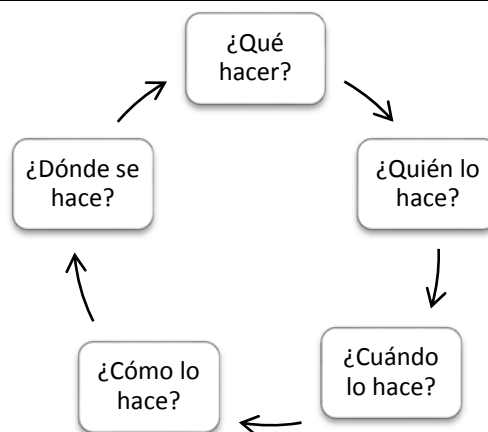 ¿Qué
hacer?
¿Quién lo
hace?
¿Cuándo
lo hace?
¿Cómo lo
hace?
¿Dónde se
hace?